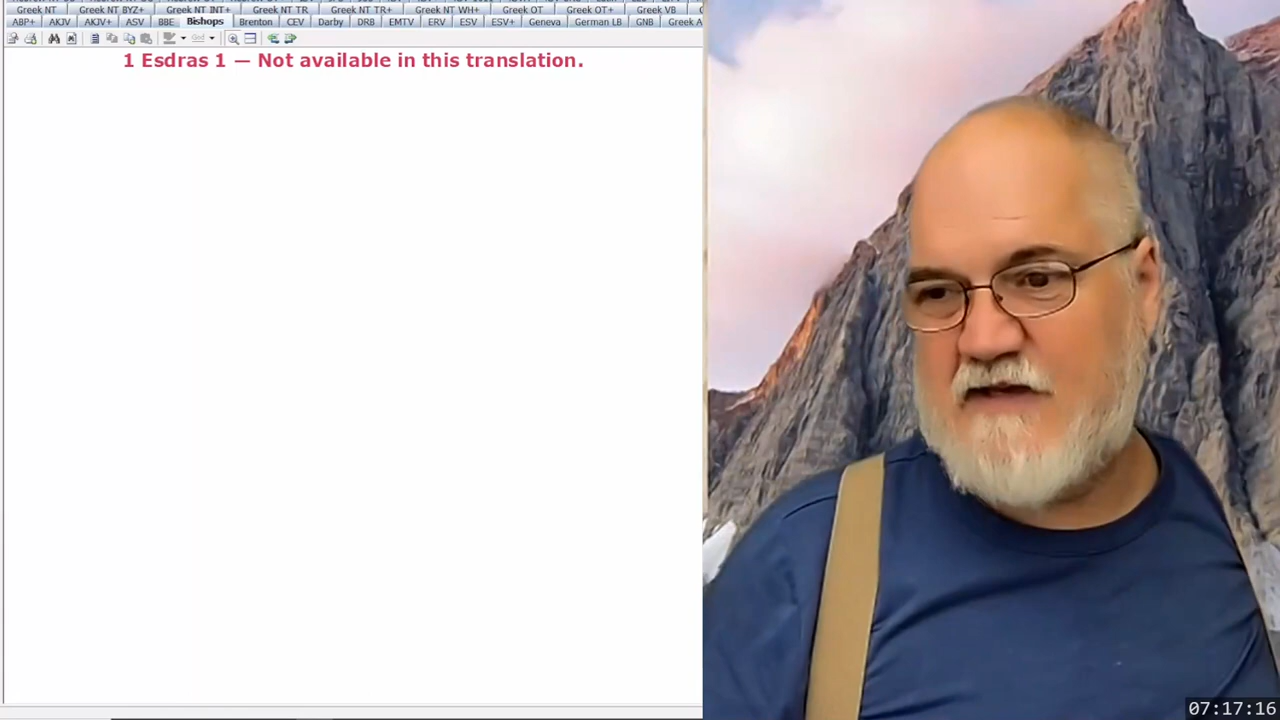 Greek NT Greek NT BYZ+ Greek NT INT+ Greek NT TR Greek NT TR+ Greek NT WH+ Greek OT Greek OT+ Greek VB
ABP+ AKJV AKJV+ ASV BBE Bishops Brenton CEV Darby DRB EMTV ERV ESV ESV+ Geneva German LB GNB Greek A
1 Esdras 1 — Not available in this translation.
07:17:16